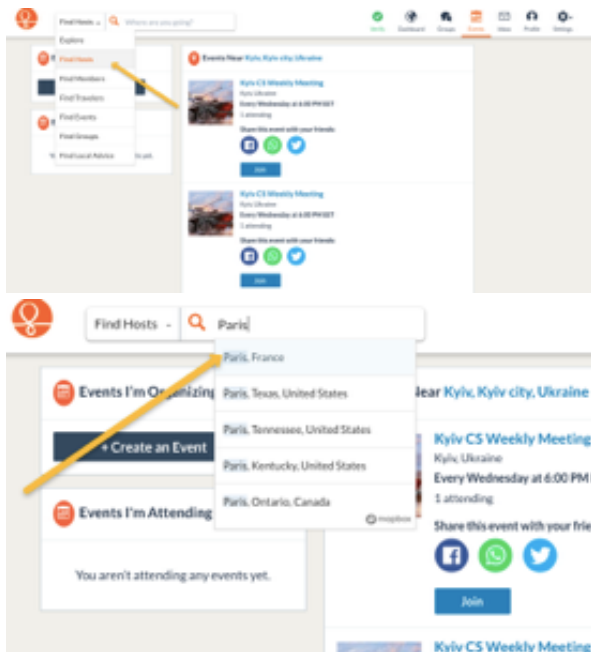 Find Hosts
Where are you going?
Verify
Dashboard
Groups
Events
Inbox
Profile
Settings
Explore
Find Hosts
Find Members
Find Travelers
Find Events
Find Groups
Find Local Advice
yet.
Events Near Kyiv, Kyiv city, Ukraine
Kyiv CS Weekly Meeting
Kyiv, Ukraine
Every Wednesday at 6:00 PM EET
1 attending
Share this event with your friends:
Join
Kyiv CS Weekly Meeting
Kyiv, Ukraine
Every Wednesday at 6:00 PM EET
1 attending
Share this event with your friends:
Join
Find Hosts
Paris
Paris, France
Paris, Texas, United States
Paris, Tennessee, United States
Paris, Kentucky, United States
Paris, Ontario, Canada
mapbox
Events I'm Organizing
+ Create an Event
Events I'm Attending
You aren't attending any events yet.
Near Kyiv, Kyiv city, Ukraine
Kyiv CS Weekly Meeting
Kyiv, Ukraine
Every Wednesday at 6:00 PM
1 attending
Share this event with your frie
Join
Kyiv CS Weekly Meeting